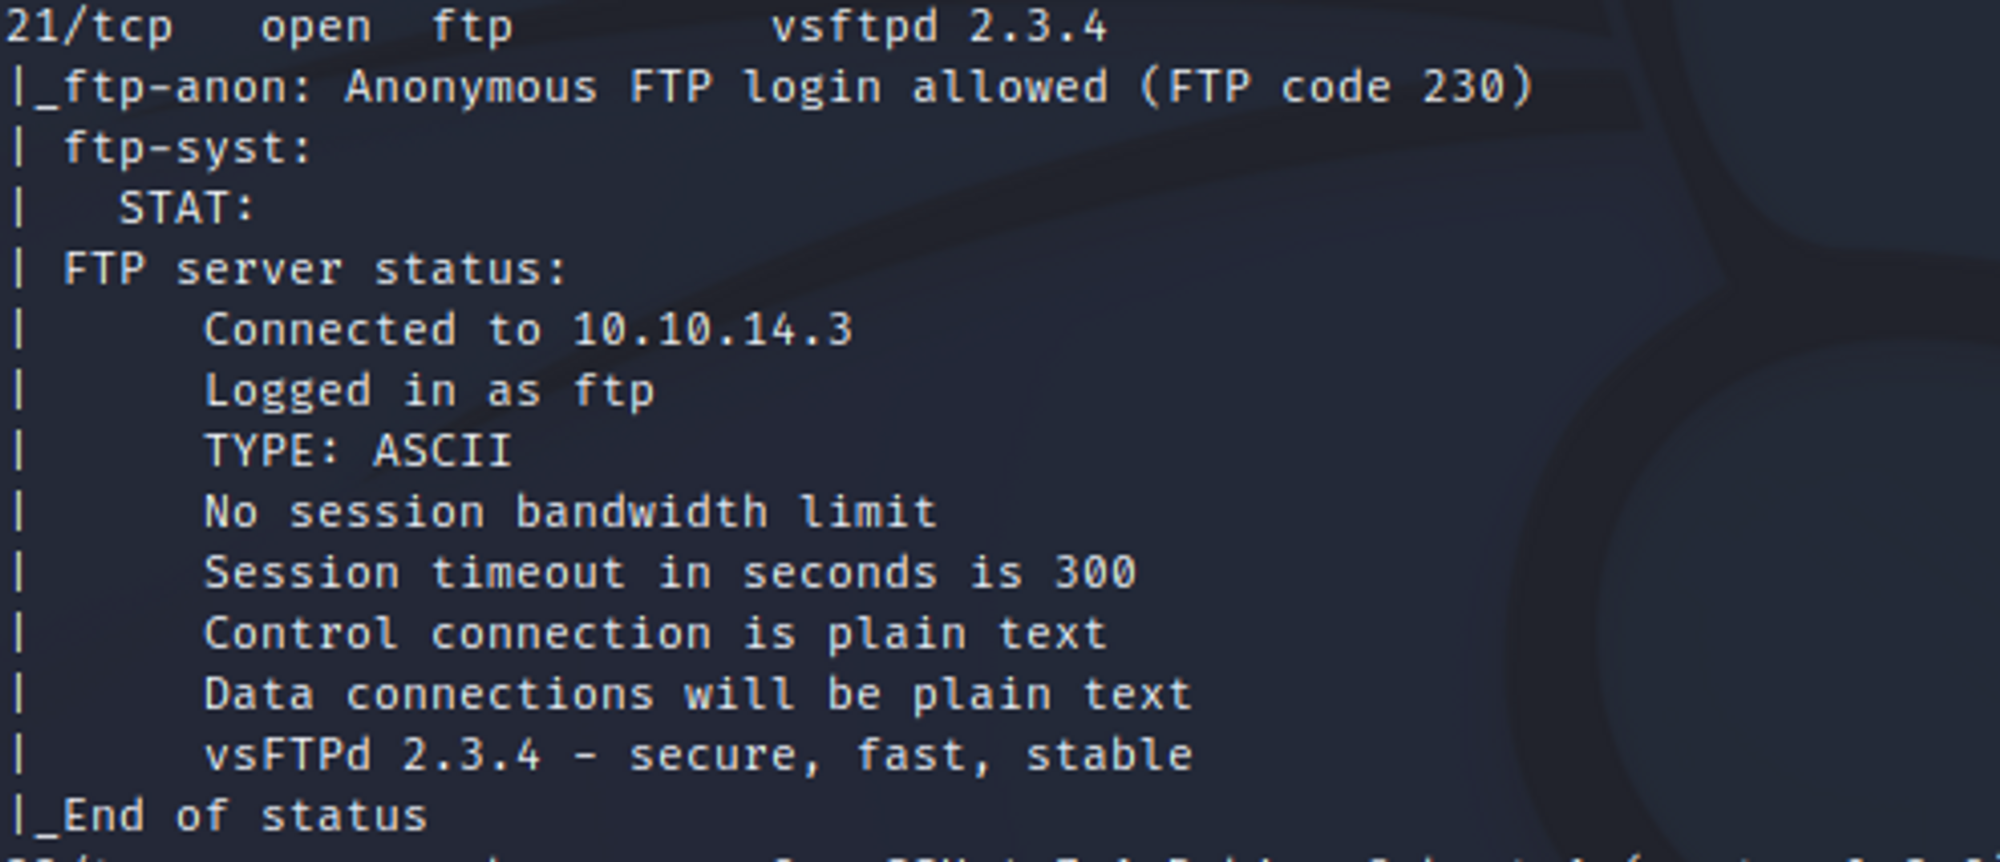 21/tcp   open  ftp         vsftpd 2.3.4
|_ftp-anon: Anonymous FTP login allowed (FTP code 230)
| ftp-syst:
|   STAT:
| FTP server status:
|      Connected to 10.10.14.3
|      Logged in as ftp
|      TYPE: ASCII
|      No session bandwidth limit
|      Session timeout in seconds is 300
|      Control connection is plain text
|      Data connections will be plain text
|      vsFTPd 2.3.4 - secure, fast, stable
|_End of status